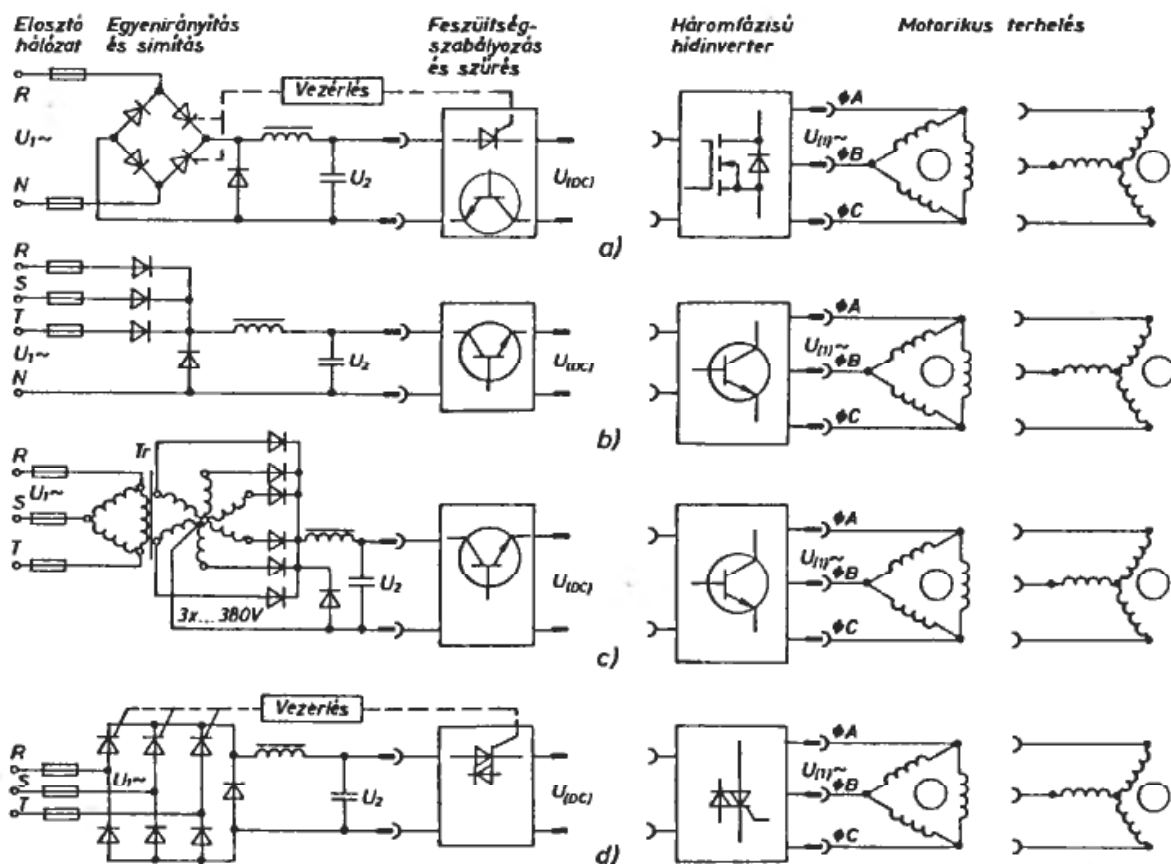 Elosztó hálózat
Egyenirányítás és simítás
Feszültség-szabályozás és szűrés
Háromfázisú hídinverter
Motorikus terhelés
R
U1~
N
Vezérlés
U2
U(DC)
a)
ϕA
U(1)~
ϕB
ϕC
R
S
T
U1~
N
U2
U(DC)
b)
ϕA
U(1)~
ϕB
ϕC
R
S
U1~
T
Tr
3x...380V
U2
U(DC)
c)
ϕA
U(1)~
ϕB
ϕC
R
S
T
U1~
Vezérlés
U2
U(DC)
d)
ϕA
U(1)~
ϕB
ϕC